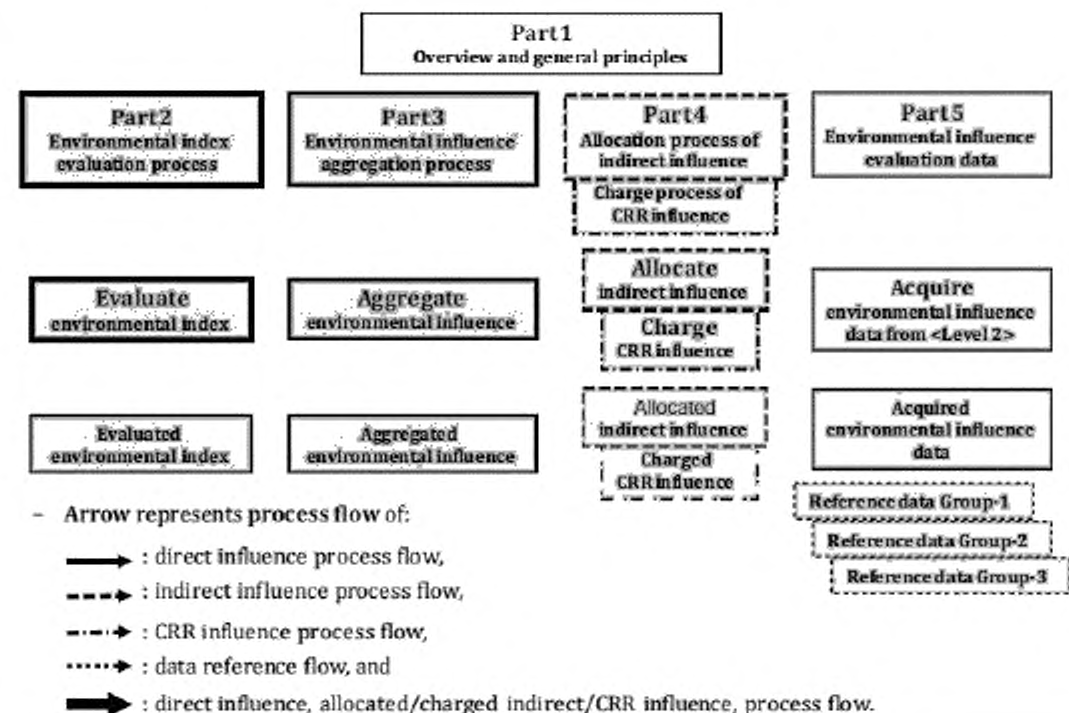 Part1
Overview and general principles
Part2
Environmental index
evaluation process
Part3
Environmental influence
aggregation process
Part4
Allocation process of
indirect influence
Charge process of
CRR influence
Part5
Environmental influence
evaluation data
Evaluate
environmental index
Aggregate
environmental influence
Allocate
indirect influence
Charge
CRR influence
Acquire
environmental influence
data from <Level 2>
Evaluated
environmental index
Aggregated
environmental influence
Allocated
indirect influence
Charged
CRR influence
Acquired
environmental influence
data
Reference data Group-1
Reference data Group-2
Reference data Group-3
– Arrow represents process flow of:
: direct influence process flow,
: indirect influence process flow,
: CRR influence process flow,
: data reference flow, and
: direct influence, allocated/charged indirect/CRR influence, process flow.